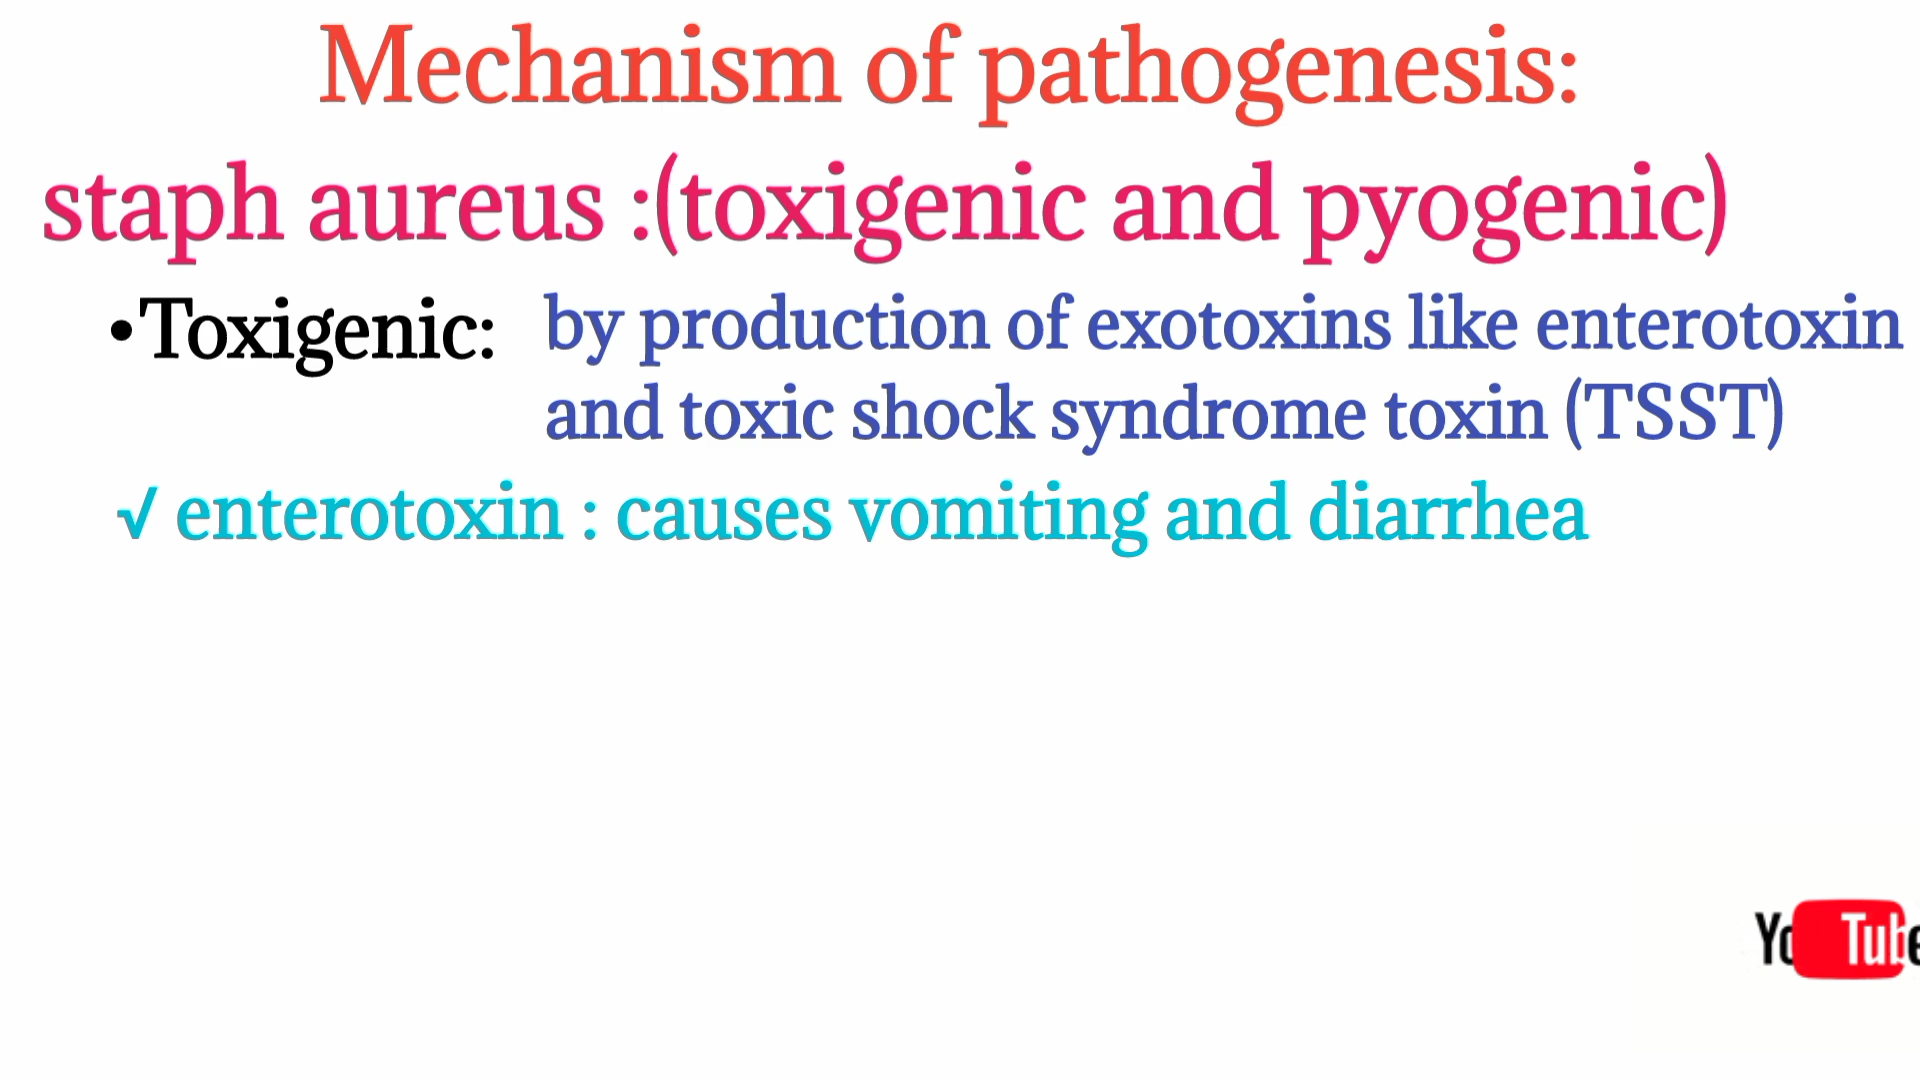 Mechanism of pathogenesis:
staph aureus :(toxigenic and pyogenic)
•Toxigenic: by production of exotoxins like enterotoxin
and toxic shock syndrome toxin (TSST)
√ enterotoxin : causes vomiting and diarrhea
YouTube